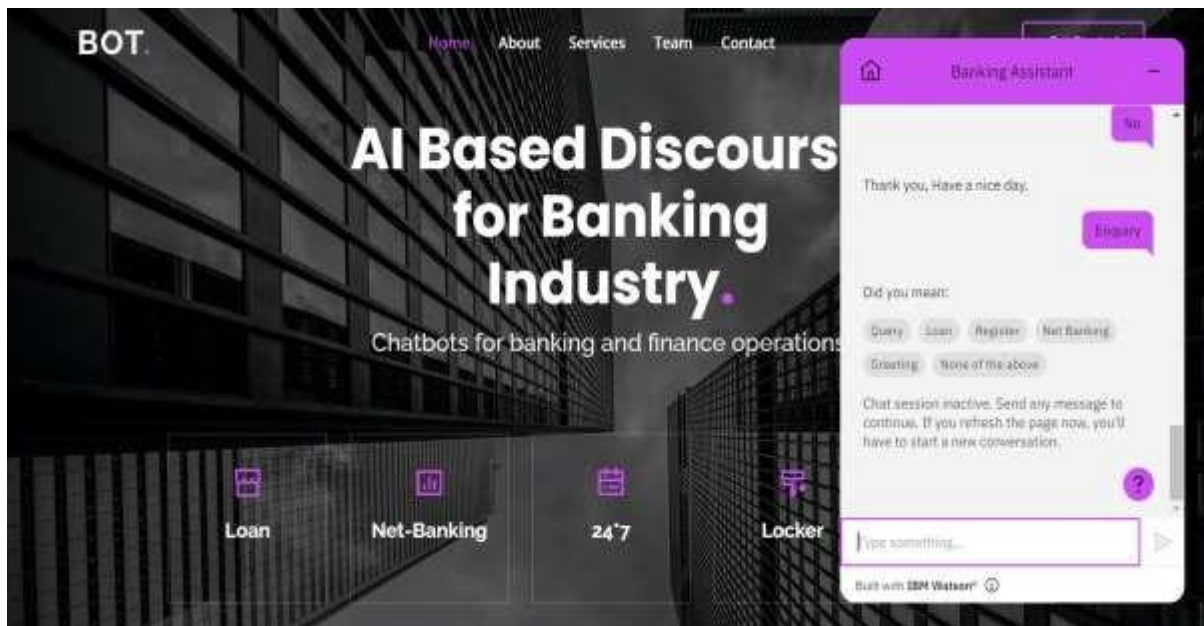 BOT.
Home About Services Team Contact
AI Based Discours
for Banking
Industry.
Chatbots for banking and finance operations
Loan
Net-Banking
24*7
Locker
Banking Assistant
No
Thank you, Have a nice day.
Enquiry
Did you mean:
Query Loan Register Net Banking
Greeting None of the above
Chat session inactive. Send any message to
continue. If you refresh the page now, you'll
have to start a new conversation.
?
Type something...
Built with IBM Watson®